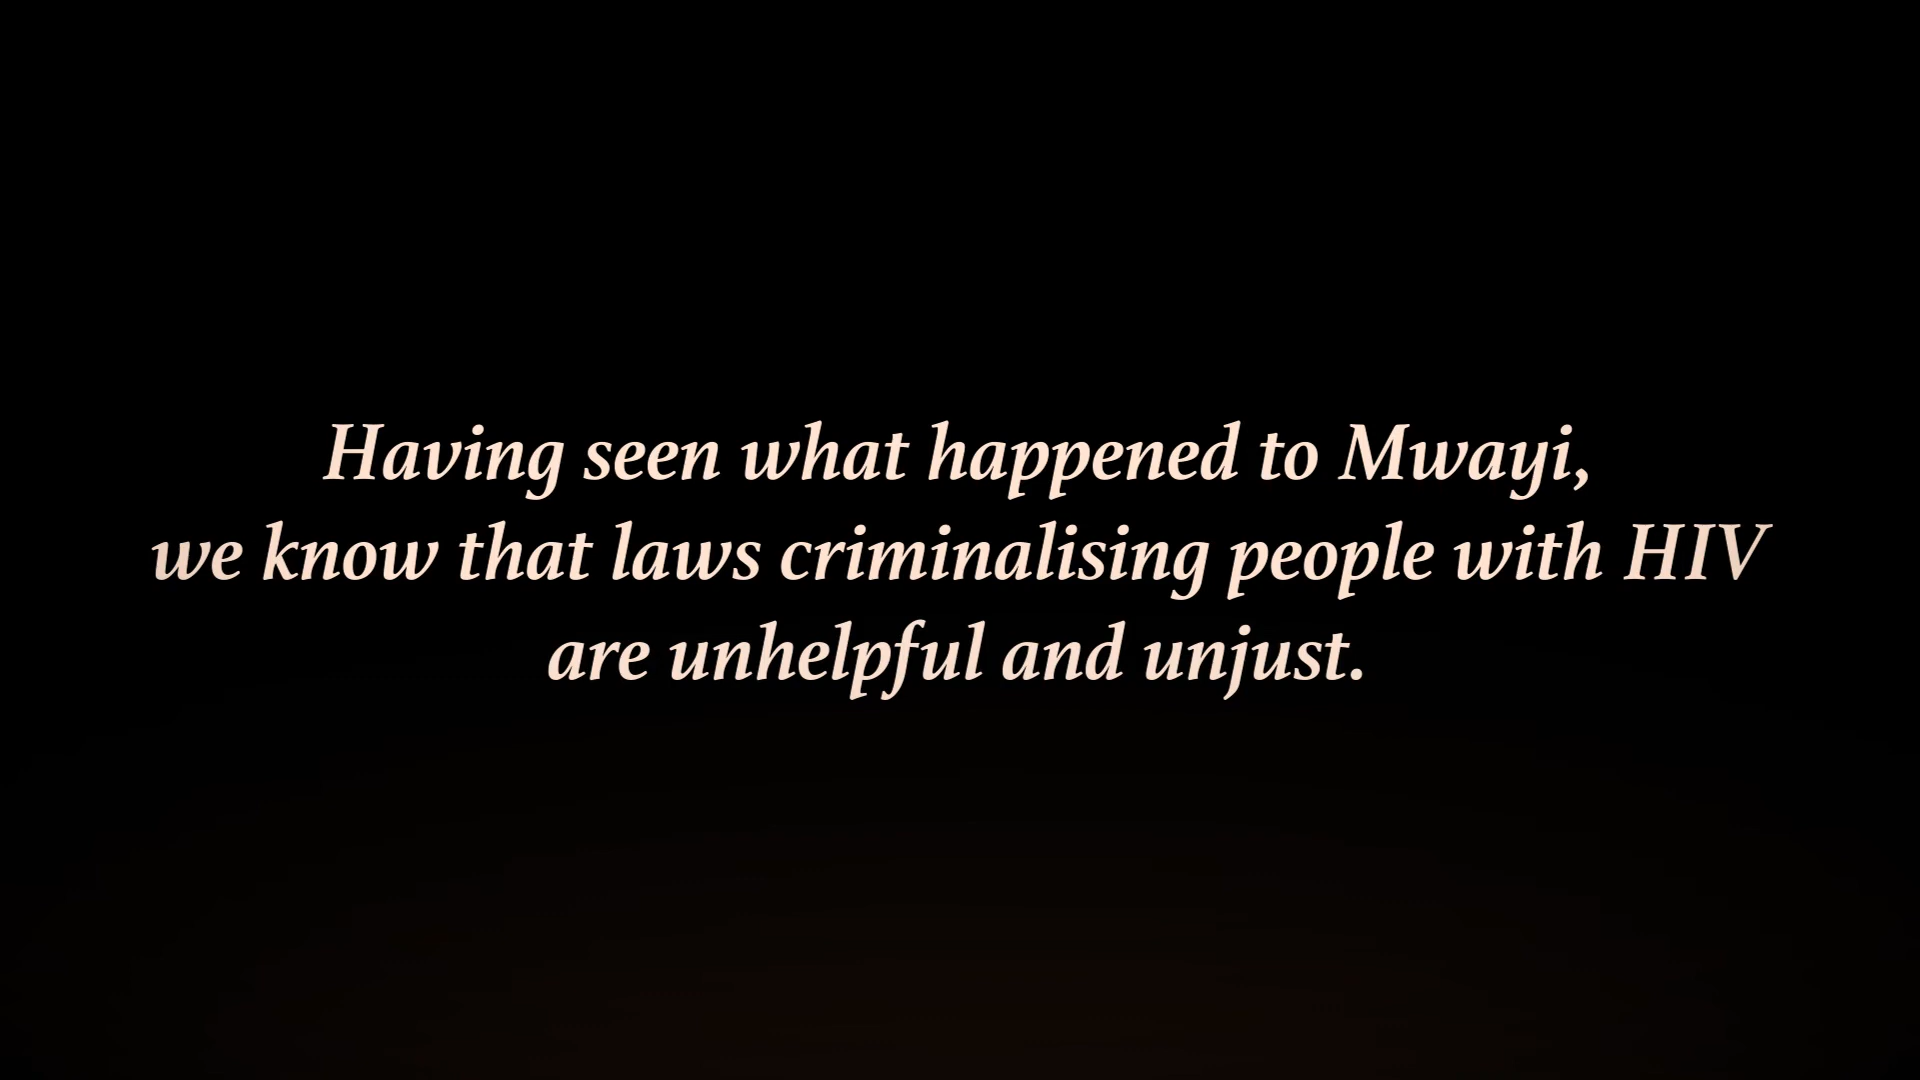 Having seen what happened to Mwayi,
we know that laws criminalising people with HIV
are unhelpful and unjust.